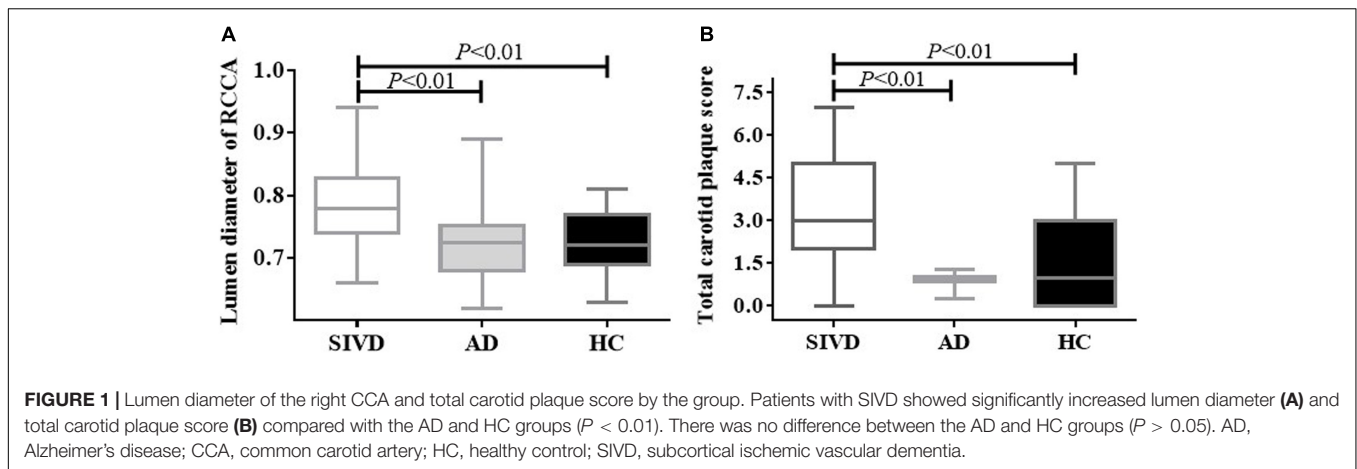 A
P<0.01
P<0.01
Lumen diameter of RCCA
1.0
0.9
0.8
0.7
SIVD AD HC
B
P<0.01
P<0.01
Total carotid plaque score
7.5
6.0
4.5
3.0
1.5
0.0
SIVD AD HC
FIGURE 1 | Lumen diameter of the right CCA and total carotid plaque score by the group. Patients with SIVD showed significantly increased lumen diameter (A) and
total carotid plaque score (B) compared with the AD and HC groups (P < 0.01). There was no difference between the AD and HC groups (P > 0.05). AD,
Alzheimer's disease; CCA, common carotid artery; HC, healthy control; SIVD, subcortical ischemic vascular dementia.